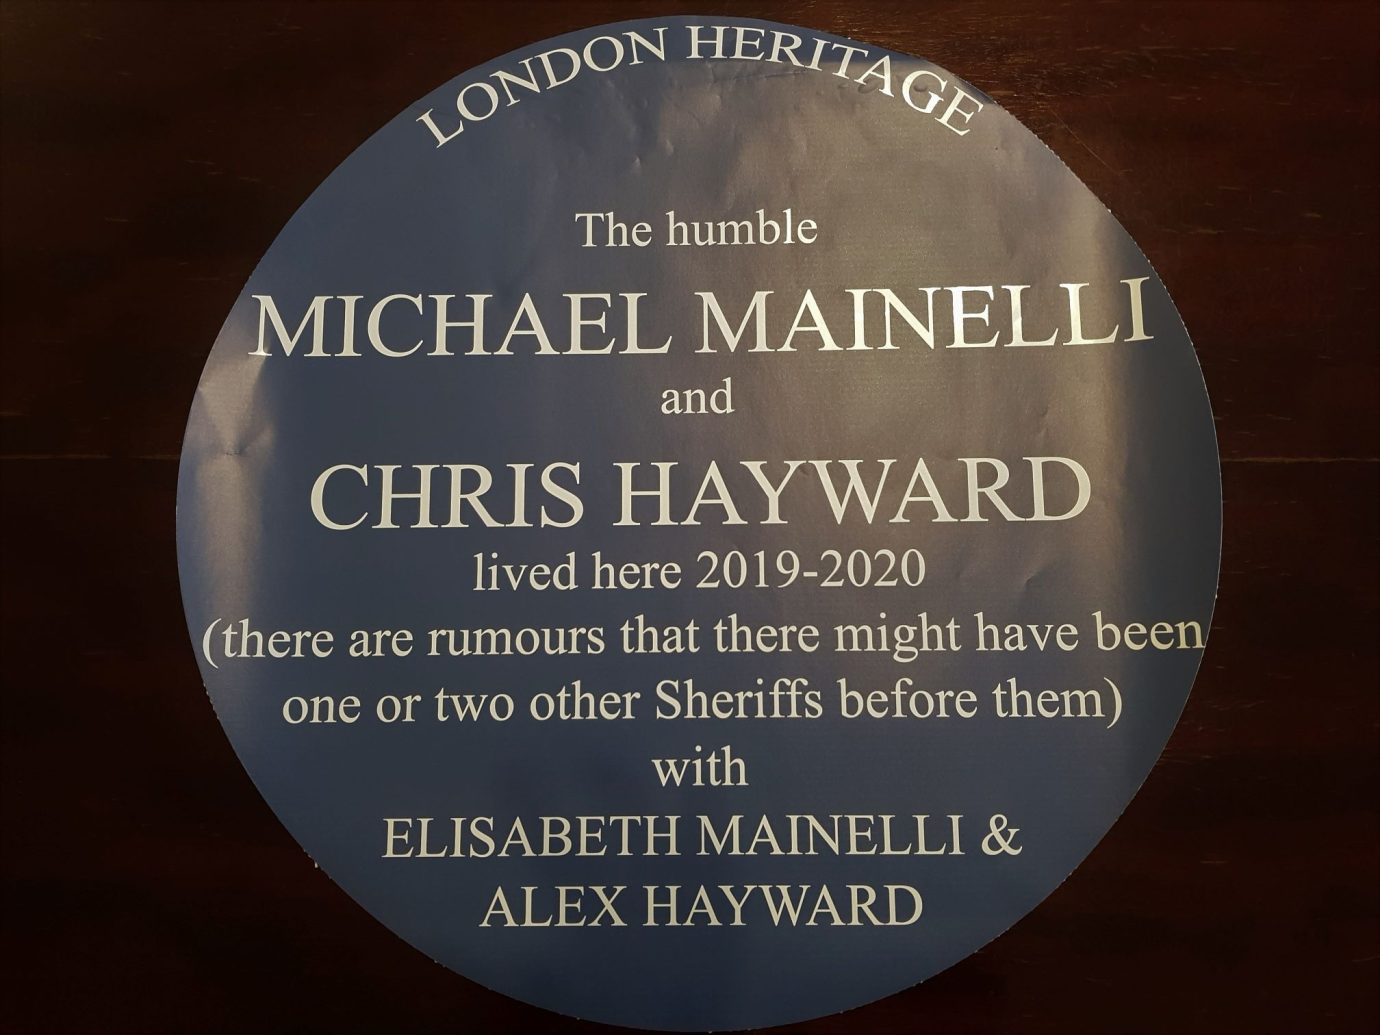 LONDON HERITAGE
The humble
MICHAEL MAINELLI
and
CHRIS HAYWARD
lived here 2019-2020
(there are rumours that there might have been
one or two other Sheriffs before them)
with
ELISABETH MAINELLI &
ALEX HAYWARD